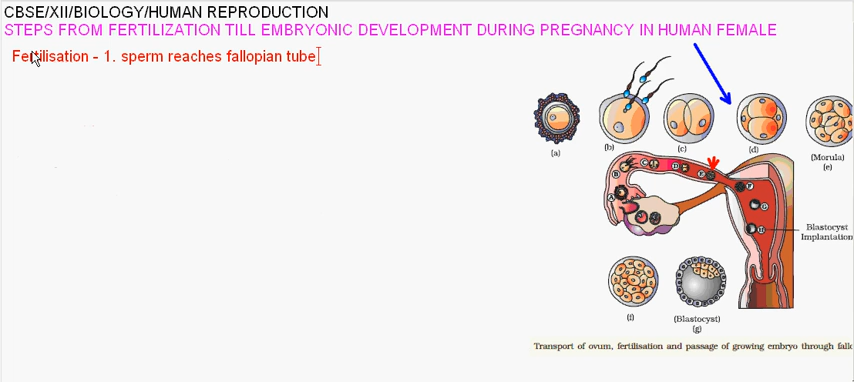 CBSE/XII/BIOLOGY/HUMAN REPRODUCTION
STEPS FROM FERTILIZATION TILL EMBRYONIC DEVELOPMENT DURING PREGNANCY IN HUMAN FEMALE
Fertilisation - 1. sperm reaches fallopian tube
(a)
(b)
(c)
(d)
(Morula)
(e)
B
C
D
E
A
F
G
H
Blastocyst
Implantation
(f)
(Blastocyst)
(g)
Transport of ovum, fertilisation and passage of growing embryo through fall